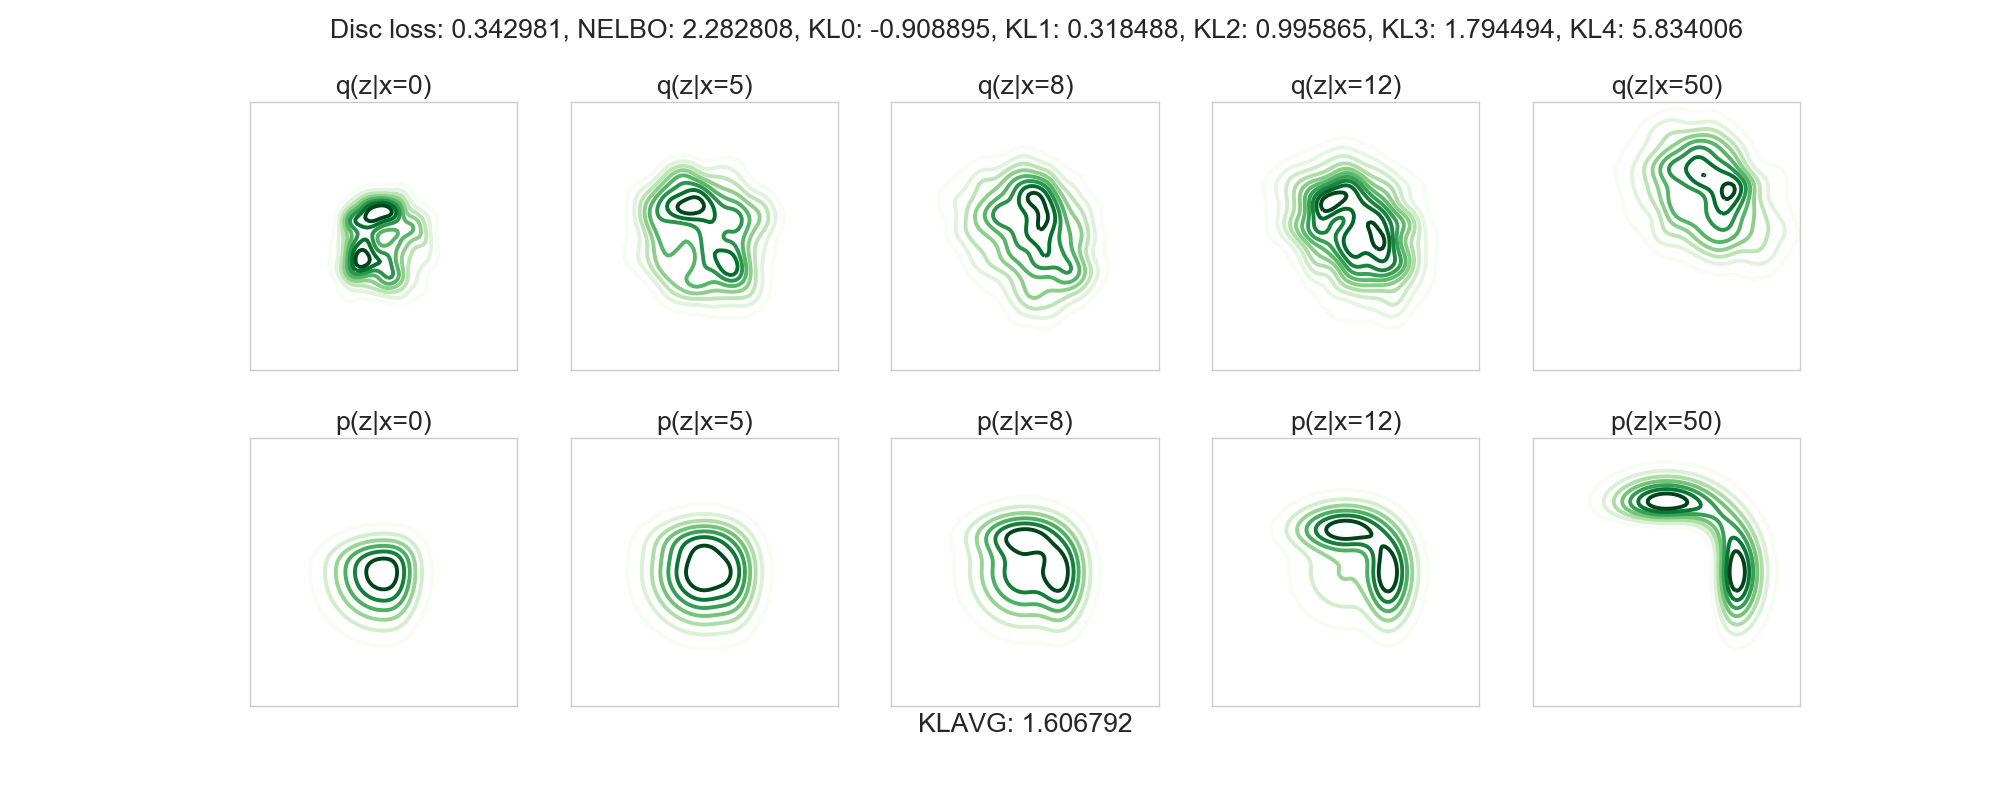 Disc loss: 0.342981, NELBO: 2.282808, KL0: -0.908895, KL1: 0.318488, KL2: 0.995865, KL3: 1.794494, KL4: 5.834006
q(z|x=0) q(z|x=5) q(z|x=8) q(z|x=12) q(z|x=50)
p(z|x=0) p(z|x=5) p(z|x=8) p(z|x=12) p(z|x=50)
KLAVG: 1.606792